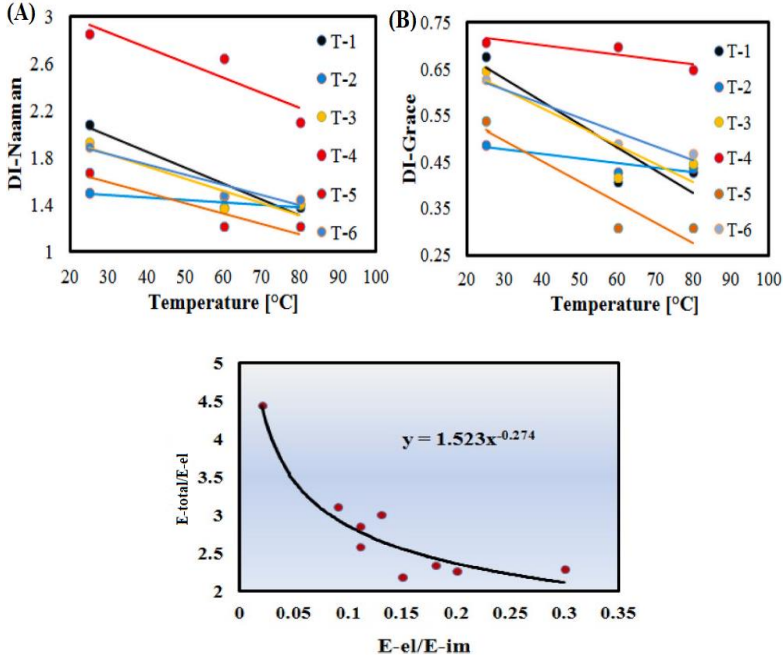 (A)
3
2.6
2.2
1.8
1.4
1
DI-Naaman
20 30 40 50 60 70 80 90 100
Temperature [°C]
T-1
T-2
T-3
T-4
T-5
T-6
(B)
0.75
0.65
0.55
0.45
0.35
0.25
DI-Grace
20 30 40 50 60 70 80 90 100
Temperature [°C]
T-1
T-2
T-3
T-4
T-5
T-6
5
4.5
4
3.5
3
2.5
2
E-total/E-el
y = 1.523x^-0.274
0 0.05 0.1 0.15 0.2 0.25 0.3 0.35
E-el/E-im